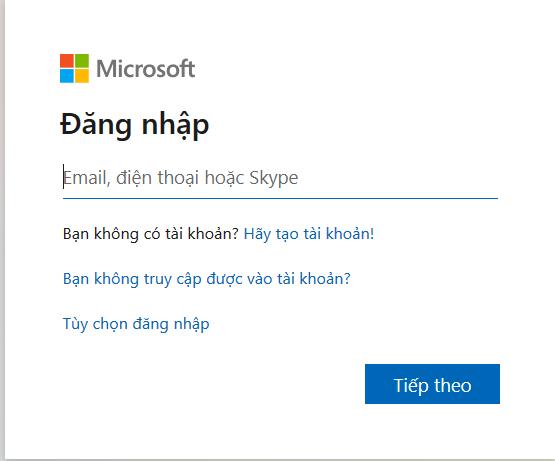 Microsoft
Đăng nhập
Email, điện thoại hoặc Skype
Bạn không có tài khoản? Hãy tạo tài khoản!
Bạn không truy cập được vào tài khoản?
Tùy chọn đăng nhập
Tiếp theo